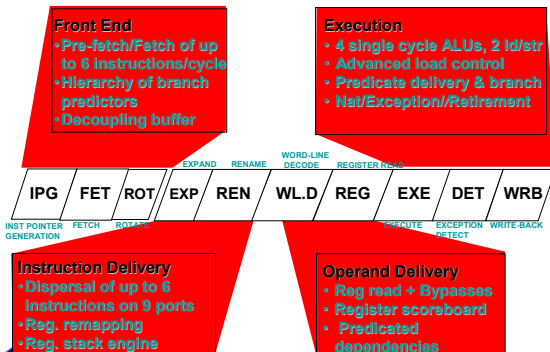 Front End
•Pre-fetch/Fetch of up
to 6 instructions/cycle
•Hierarchy of branch
predictors
•Decoupling buffer
Execution
• 4 single cycle ALUs, 2 ld/str
• Advanced load control
• Predicate delivery & branch
• Nat/Exception//Retirement
EXPAND
RENAME
WORD-LINE
DECODE
REGISTER READ
IPG
FET
ROT
EXP
REN
WL.D
REG
EXE
DET
WRB
INST POINTER
GENERATION
FETCH
ROTATE
EXECUTE
EXCEPTION
DETECT
WRITE-BACK
Instruction Delivery
•Dispersal of up to 6
instructions on 9 ports
•Reg. remapping
•Reg. stack engine
Operand Delivery
• Reg read + Bypasses
• Register scoreboard
• Predicated
dependencies